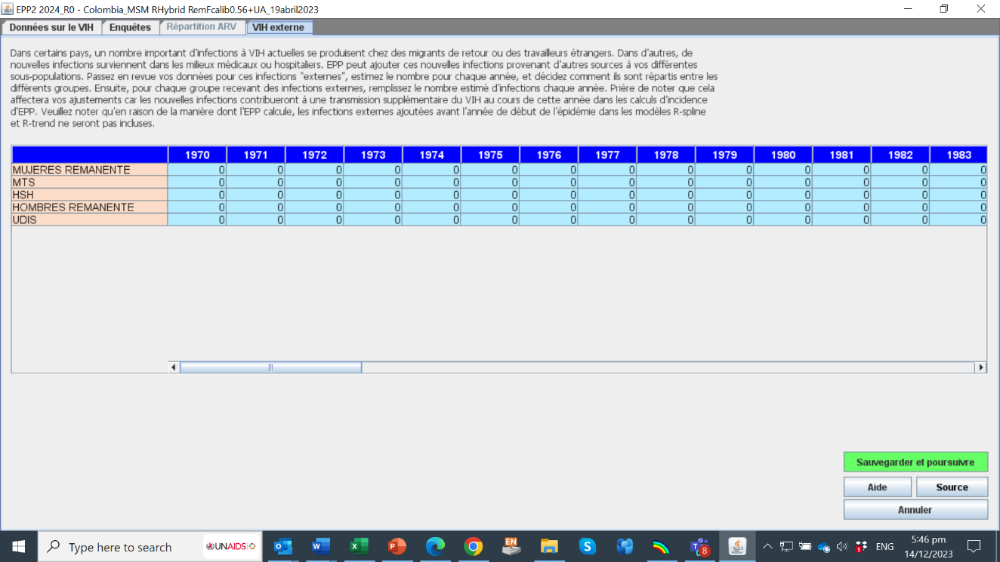 EPP2 2024_R0 - Colombia_MSM RHybrid RemFcalib0.56+UA_19abril2023
Données sur le VIH Enquêtes Répartition ARV VIH externe
Dans certains pays, un nombre important d'infections à VIH actuelles se produisent chez des migrants de retour ou des travailleurs étrangers. Dans d'autres, de
nouvelles infections surviennent dans les milieux médicaux ou hospitaliers. EPP peut ajouter ces nouvelles infections provenant d'autres sources à vos différentes
sous-populations. Passez en revue vos données pour ces infections "externes", estimez le nombre pour chaque année, et décidez comment ils sont répartis entre les
différents groupes. Ensuite, pour chaque groupe recevant des infections externes, remplissez le nombre estimé d'infections chaque année. Prière de noter que cela
affectera vos ajustements car les nouvelles infections contribueront à une transmission supplémentaire du VIH au cours de cette année dans les calculs d'incidence
d'EPP. Veuillez noter qu'en raison de la manière dont l'EPP calcule, les infections externes ajoutées avant l'année de début de l'épidémie dans les modèles R-spline
et R-trend ne seront pas incluses.
1970 1971 1972 1973 1974 1975 1976 1977 1978 1979 1980 1981 1982 1983
MUJERES REMANENTE 0 0 0 0 0 0 0 0 0 0 0 0 0 0
MTS 0 0 0 0 0 0 0 0 0 0 0 0 0 0
HSH 0 0 0 0 0 0 0 0 0 0 0 0 0 0
HOMBRES REMANENTE 0 0 0 0 0 0 0 0 0 0 0 0 0 0
UDIS 0 0 0 0 0 0 0 0 0 0 0 0 0 0
Sauvegarder et poursuivre
Aide Source
Annuler
Type here to search UNAIDS EN 8 1 ENG 5:46 pm
14/12/2023